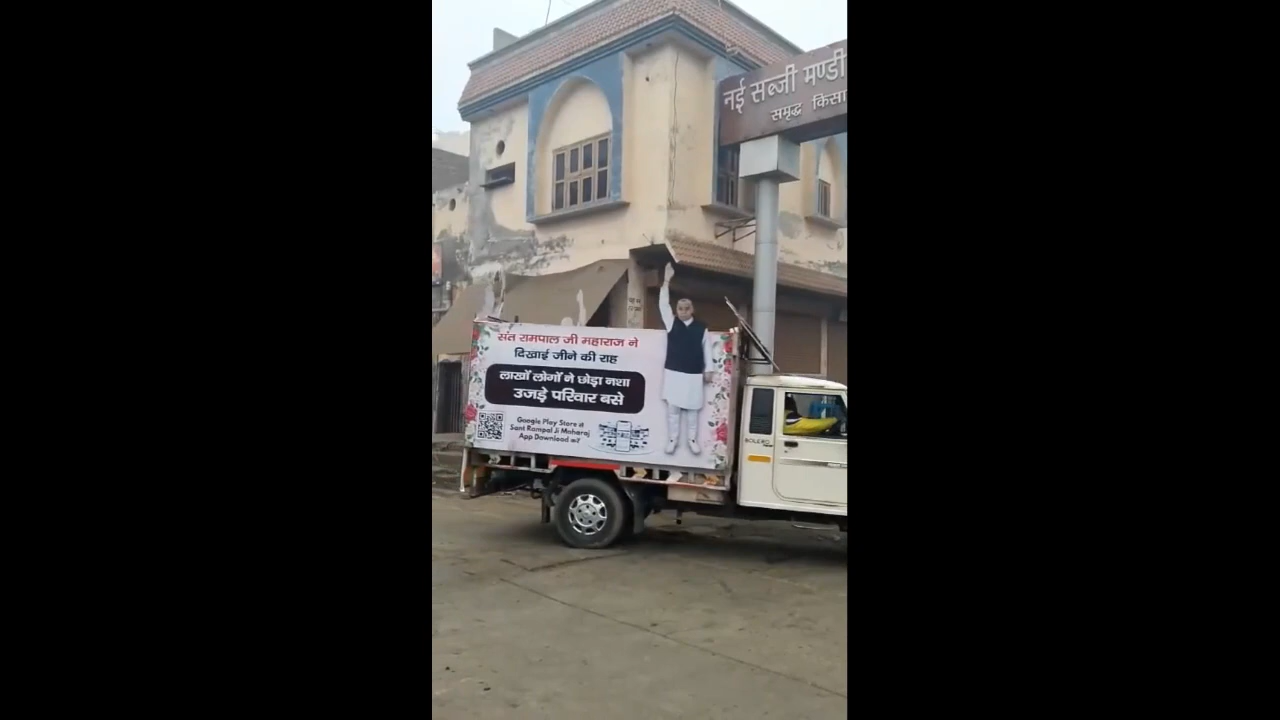 नई सब्जी मण्डी
समृद्ध किसा
संत रामपाल जी महाराज ने
दिखाई जीने की राह
लाखों लोगों ने छोड़ा नशा
उजड़े परिवार बसे
Google Play Store से
Sant Rampal Ji Maharaj
App Download करें
BOLERO